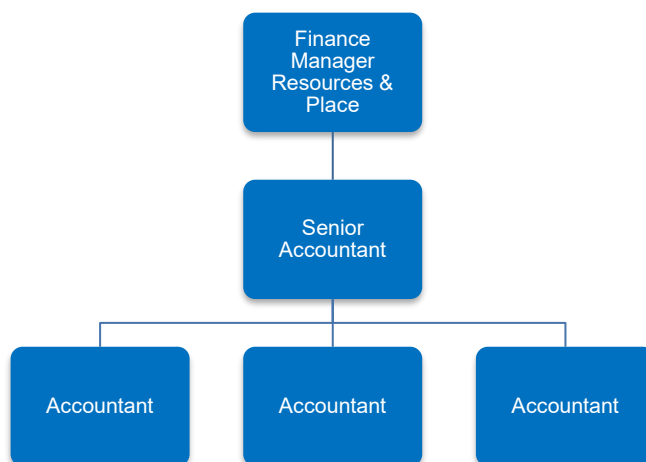 Finance
Manager
Resources &
Place
Senior
Accountant
Accountant
Accountant
Accountant